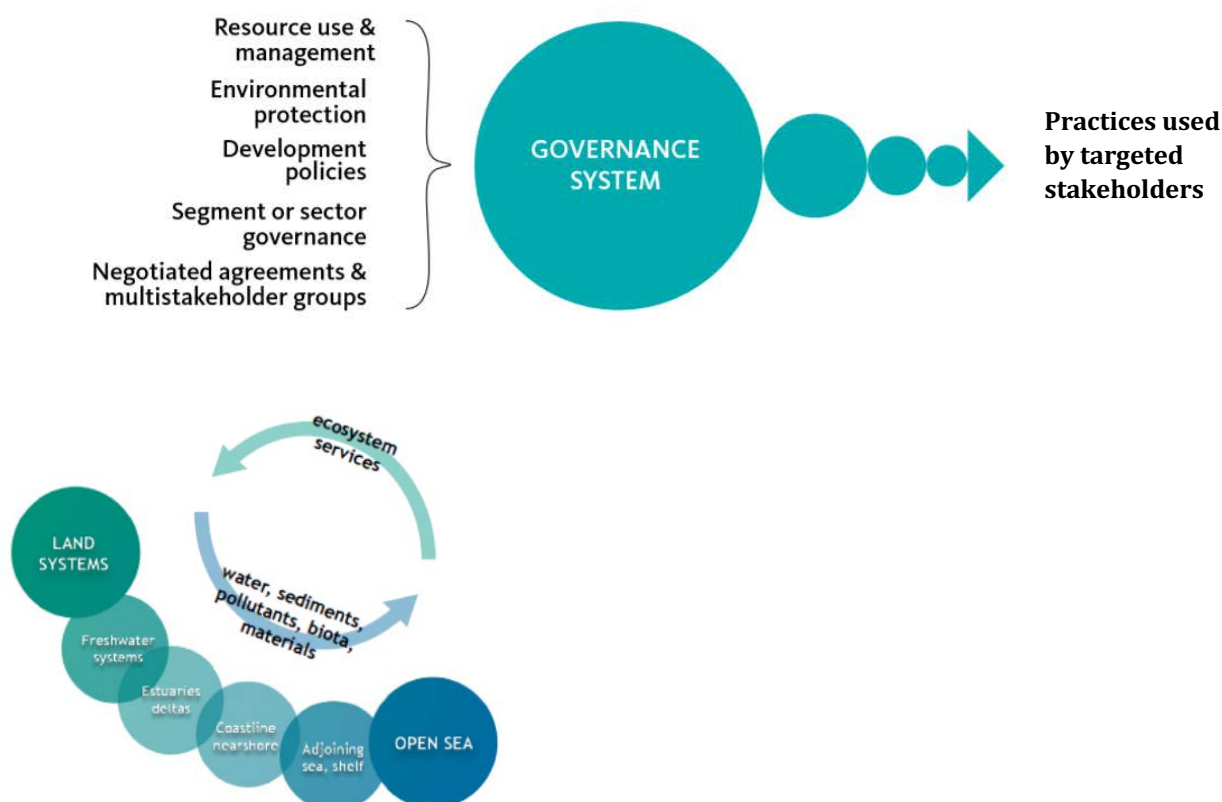 Resource use &
management
Environmental
protection
Development
policies
Segment or sector
governance
Negotiated agreements &
multistakeholder groups
GOVERNANCE
SYSTEM
Practices used
by targeted
stakeholders
ecosystem
services
water, sediments,
pollutants, biota,
materials
LAND
SYSTEMS
Freshwater
systems
Estuaries
deltas
Coastline
nearshore
Adjoining
sea, shelf
OPEN SEA